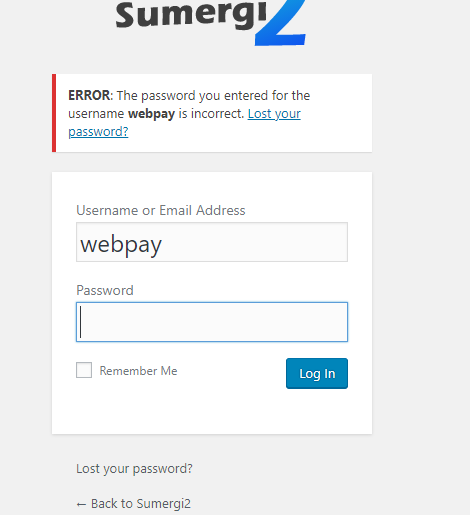 Sumergi2
ERROR: The password you entered for the
username webpay is incorrect. Lost your
password?
Username or Email Address
webpay
Password
Remember Me
Log In
Lost your password?
← Back to Sumergi2